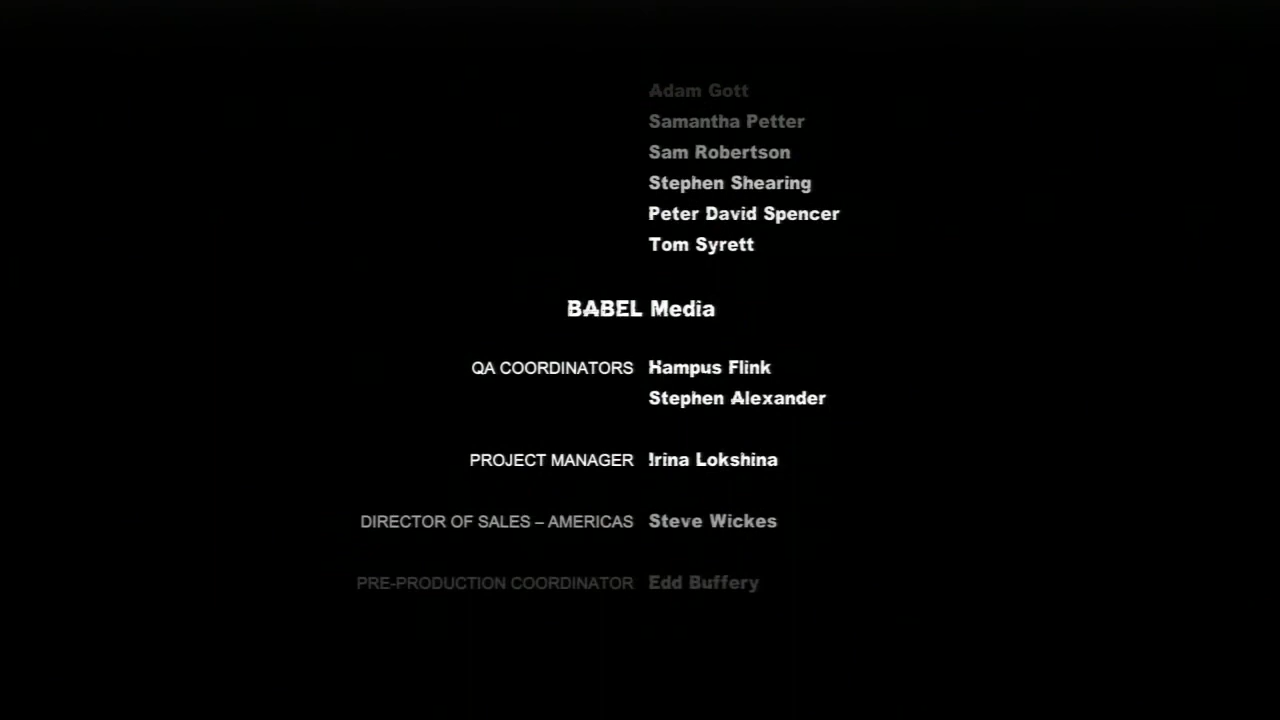 Adam Gott
Samantha Petter
Sam Robertson
Stephen Shearing
Peter David Spencer
Tom Syrett
BABEL Media
QA COORDINATORS Hampus Flink
Stephen Alexander
PROJECT MANAGER Irina Lokshina
DIRECTOR OF SALES – AMERICAS Steve Wickes
PRE-PRODUCTION COORDINATOR Edd Buffery